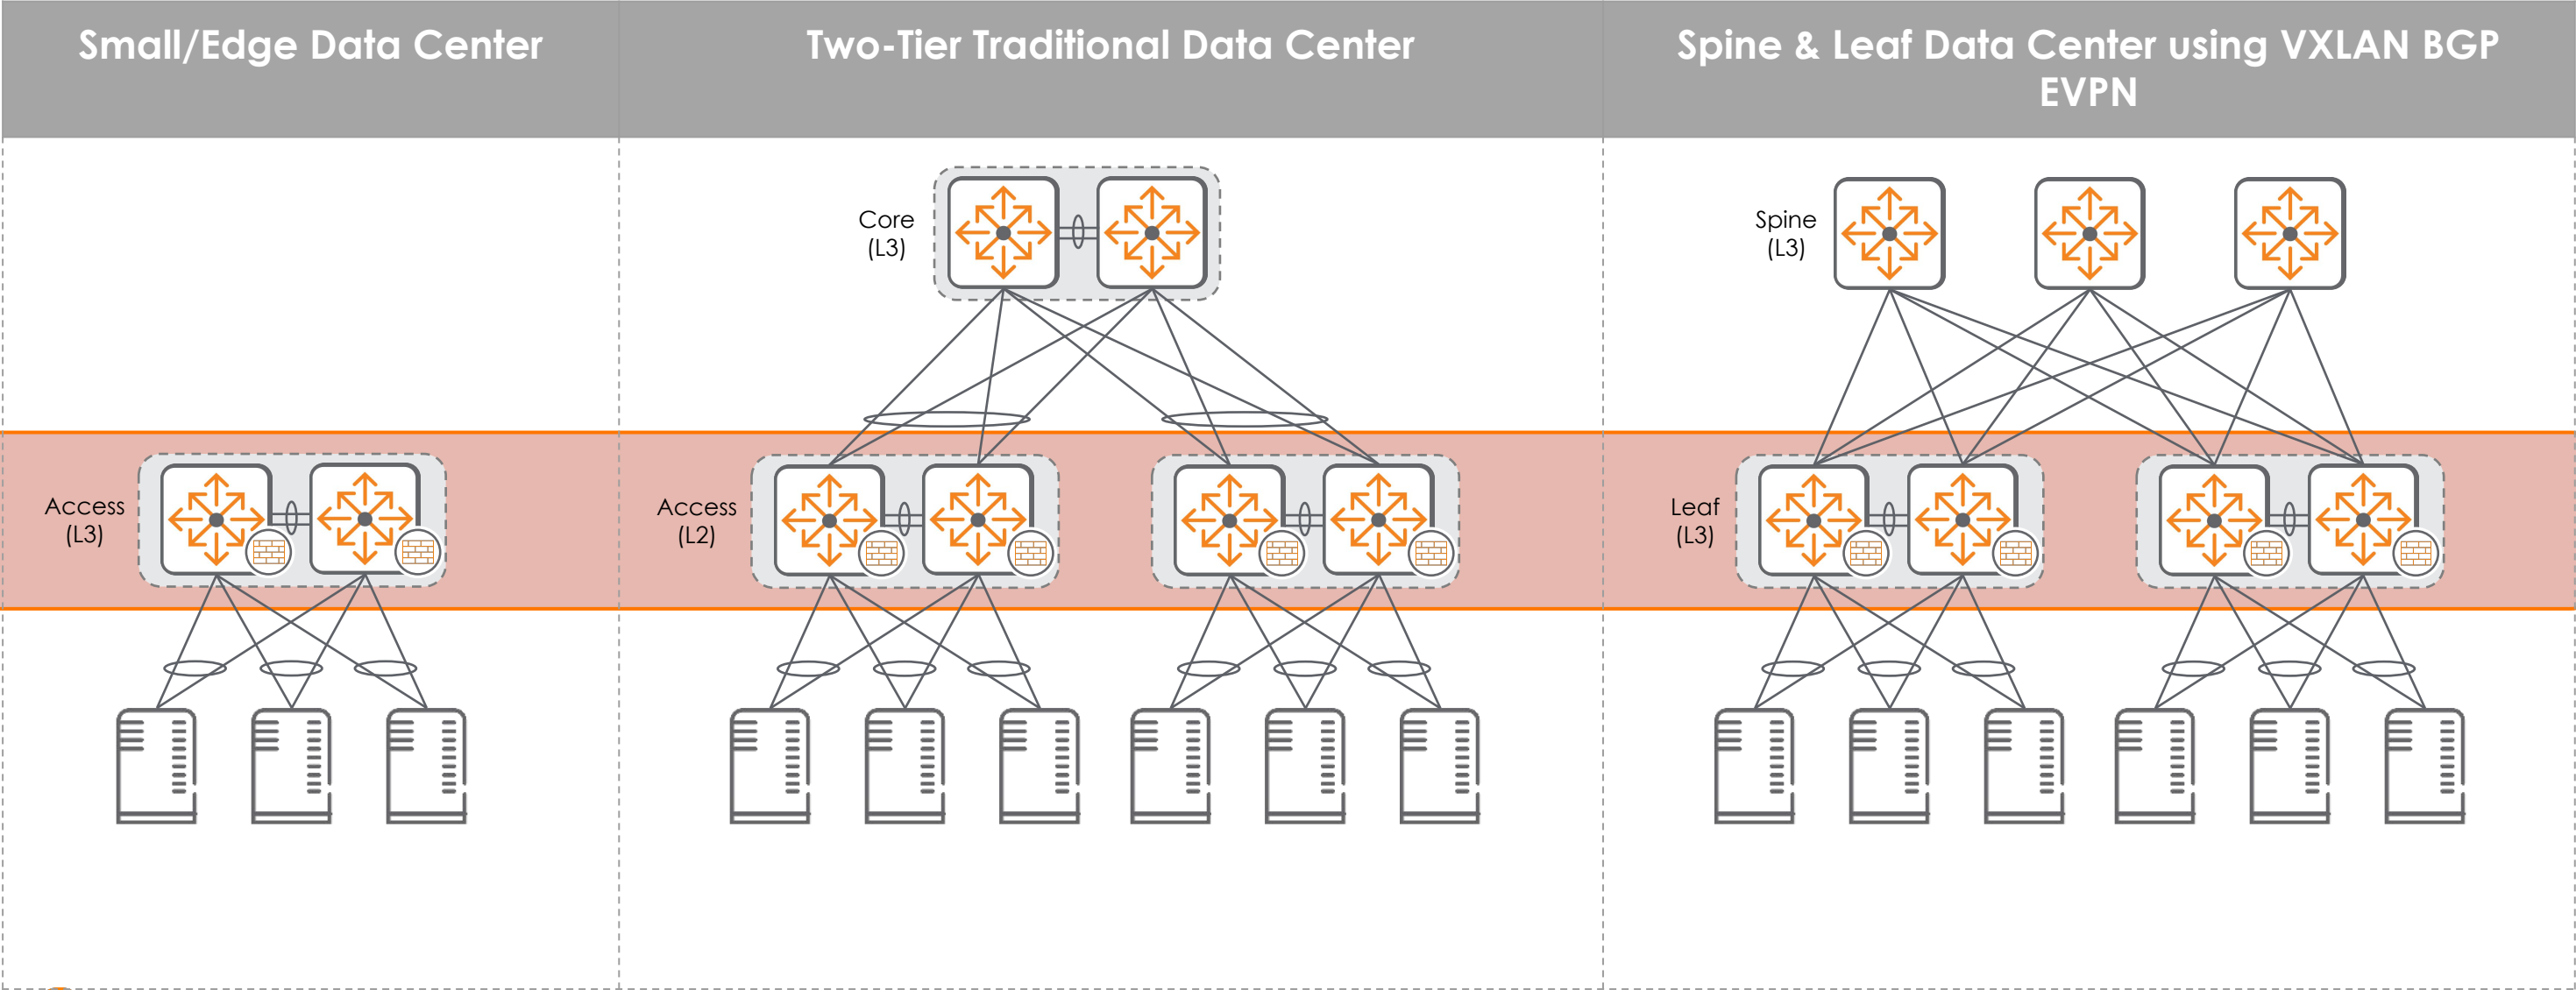 Small/Edge Data Center
Two-Tier Traditional Data Center
Spine & Leaf Data Center using VXLAN BGP
EVPN
Core
(L3)
Spine
(L3)
Access
(L3)
Access
(L2)
Leaf
(L3)